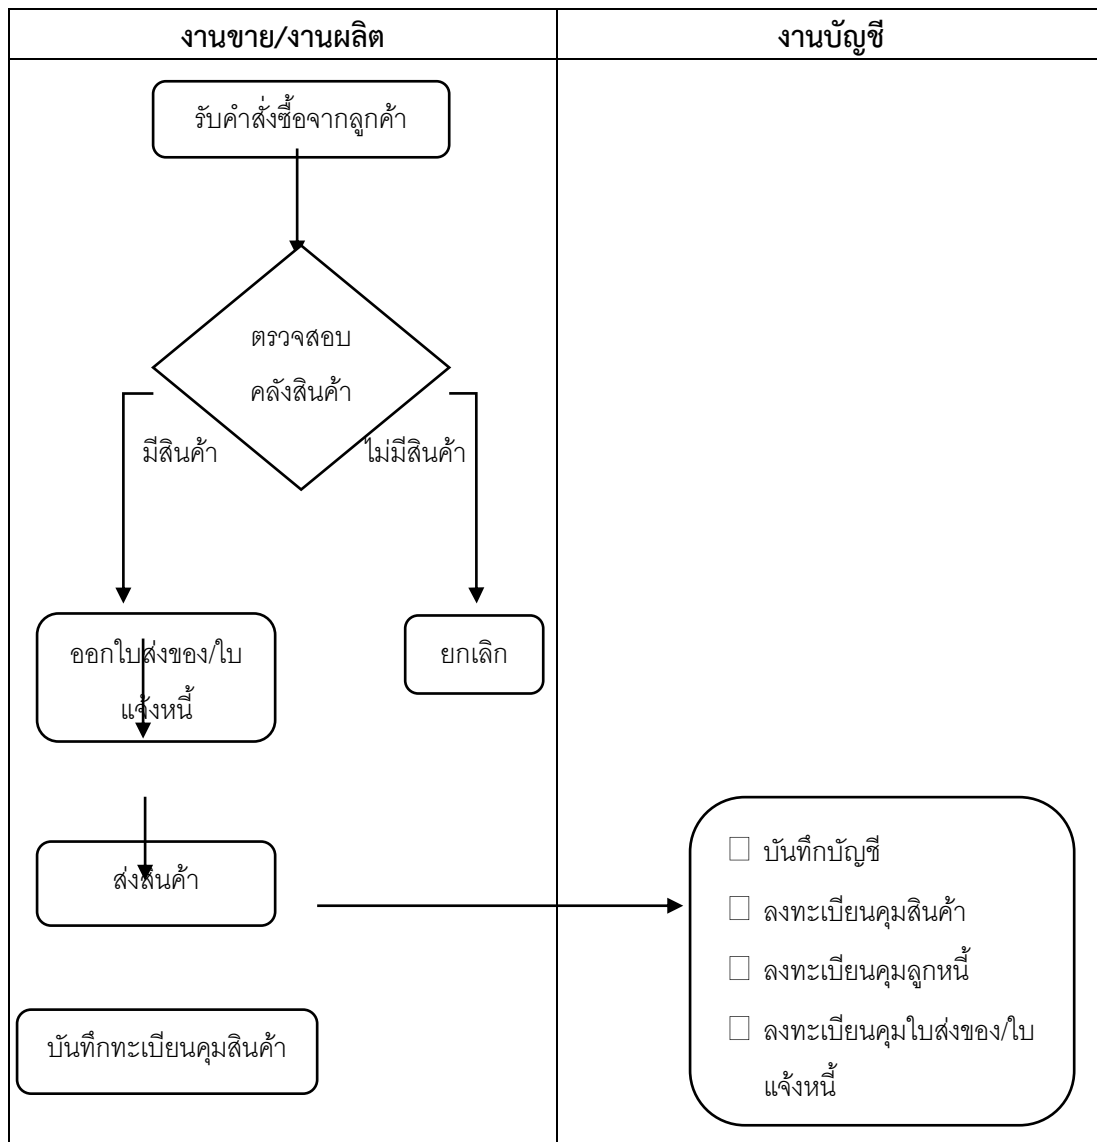 งานขาย/งานผลิต
งานบัญชี
รับคำสั่งซื้อจากลูกค้า
ตรวจสอบ
คลังสินค้า
มีสินค้า
ไม่มีสินค้า
ออกใบส่งของ/ใบ
แจ้งหนี้
ยกเลิก
ส่งสินค้า
บันทึกทะเบียนคุมสินค้า
บันทึกบัญชี
ลงทะเบียนคุมสินค้า
ลงทะเบียนคุมลูกหนี้
ลงทะเบียนคุมใบส่งของ/ใบ
แจ้งหนี้